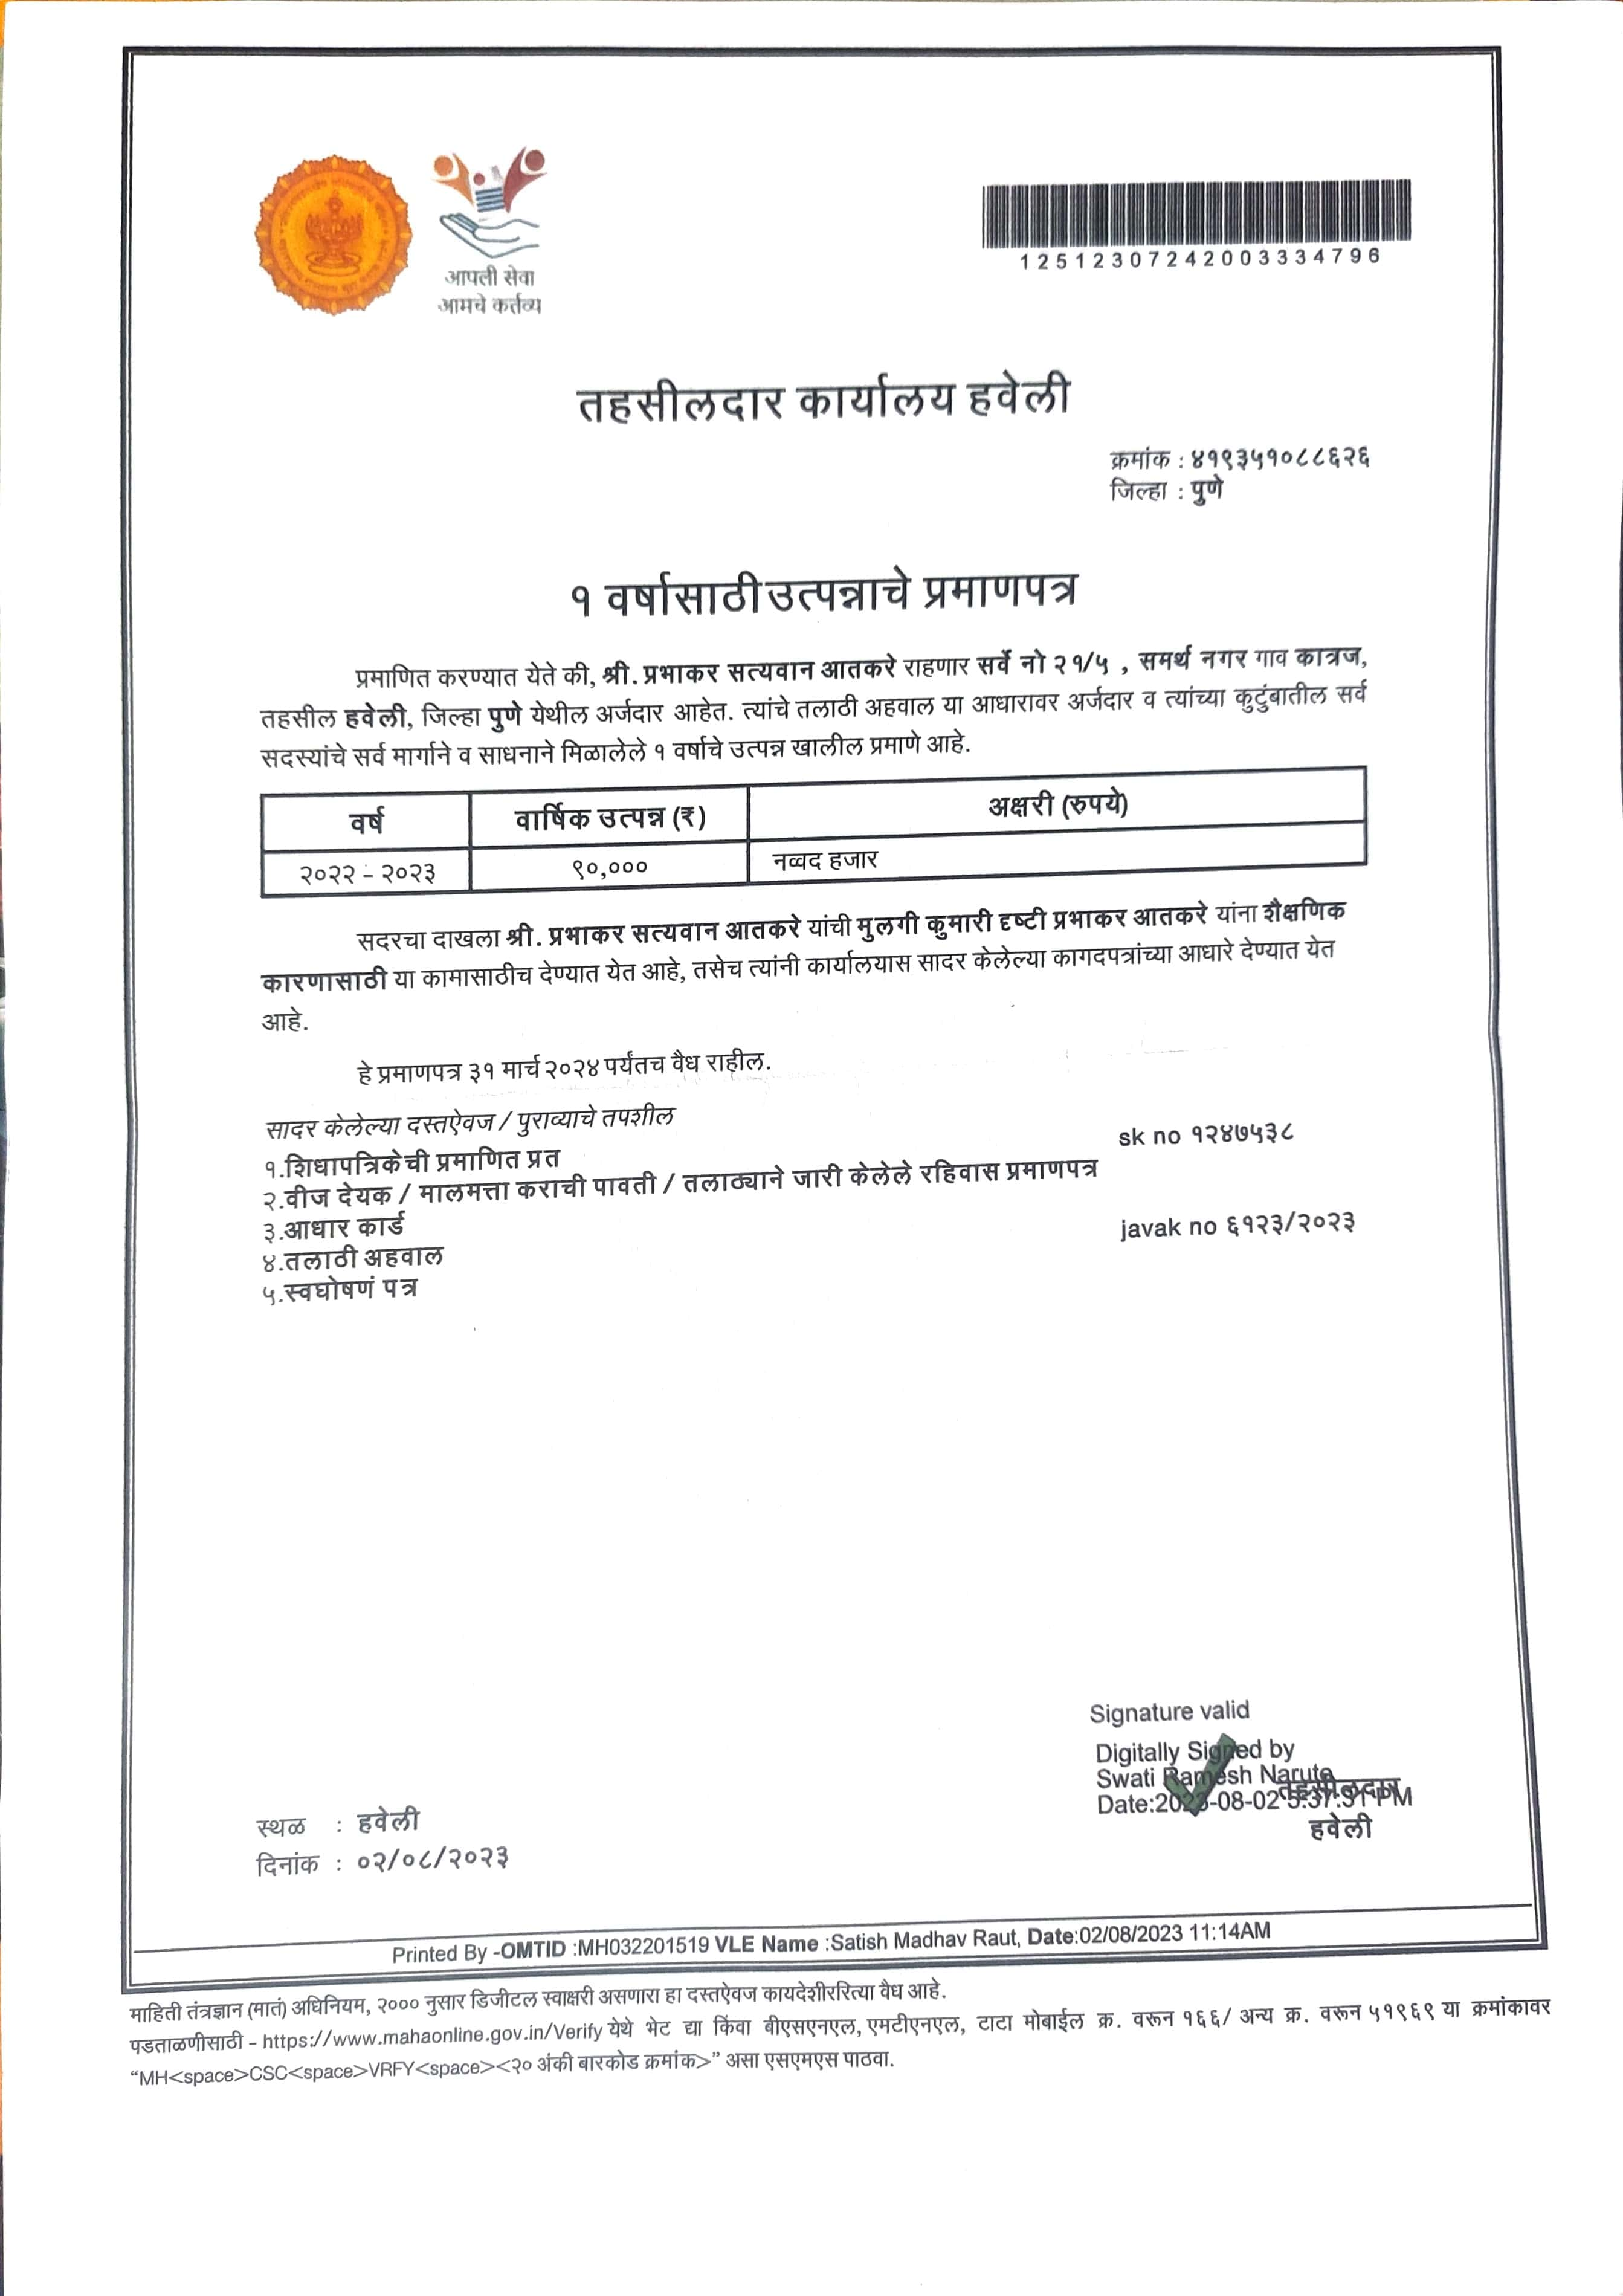 आपली सेवा
आमचे कर्तव्य
12512307242003334796
तहसीलदार कार्यालय हवेली
क्रमांक : ४१९३५१०८८६२६
जिल्हा : पुणे
१ वर्षासाठी उत्पन्नाचे प्रमाणपत्र
प्रमाणित करण्यात येते की, श्री. प्रभाकर सत्यवान आतकरे राहणार सर्वे नो २१/५ , समर्थ नगर गाव कात्रज,
तहसील हवेली, जिल्हा पुणे येथील अर्जदार आहेत. त्यांचे तलाठी अहवाल या आधारावर अर्जदार व त्यांच्या कुटुंबातील सर्व
सदस्यांचे सर्व मार्गाने व साधनाने मिळालेले १ वर्षाचे उत्पन्न खालील प्रमाणे आहे.
वर्ष वार्षिक उत्पन्न (₹) अक्षरी (रुपये)
२०२२ - २०२३ ९०,००० नव्वद हजार
सदरचा दाखला श्री. प्रभाकर सत्यवान आतकरे यांची मुलगी कुमारी दृष्टी प्रभाकर आतकरे यांना शैक्षणिक
कारणासाठी या कामासाठीच देण्यात येत आहे, तसेच त्यांनी कार्यालयास सादर केलेल्या कागदपत्रांच्या आधारे देण्यात येत
आहे.
हे प्रमाणपत्र ३१ मार्च २०२४ पर्यंतच वैध राहील.
सादर केलेल्या दस्तऐवज / पुराव्याचे तपशील
१.शिधापत्रिकेची प्रमाणित प्रत sk no १२४७५३८
२.वीज देयक / मालमत्ता कराची पावती / तलाठ्याने जारी केलेले रहिवास प्रमाणपत्र
३.आधार कार्ड javak no ६१२३/२०२३
४.तलाठी अहवाल
५.स्वघोषणं पत्र
Signature valid
Digitally Signed by
Swati Ramesh Narute
तहसीलदार
Date:2023-08-02 5:37:31 PM
हवेली
स्थळ : हवेली
दिनांक : ०२/०८/२०२३
Printed By -OMTID :MH032201519 VLE Name :Satish Madhav Raut, Date:02/08/2023 11:14AM
माहिती तंत्रज्ञान (मातं) अधिनियम, २००० नुसार डिजीटल स्वाक्षरी असणारा हा दस्तऐवज कायदेशीररित्या वैध आहे.
पडताळणीसाठी - https://www.mahaonline.gov.in/Verify येथे भेट द्या किंवा बीएसएनएल, एमटीएनएल, टाटा मोबाईल क्र. वरून १६६/ अन्य क्र. वरून ५१९६९ या क्रमांकावर
“MH<space>CSC<space>VRFY<space><२० अंकी बारकोड क्रमांक>” असा एसएमएस पाठवा.